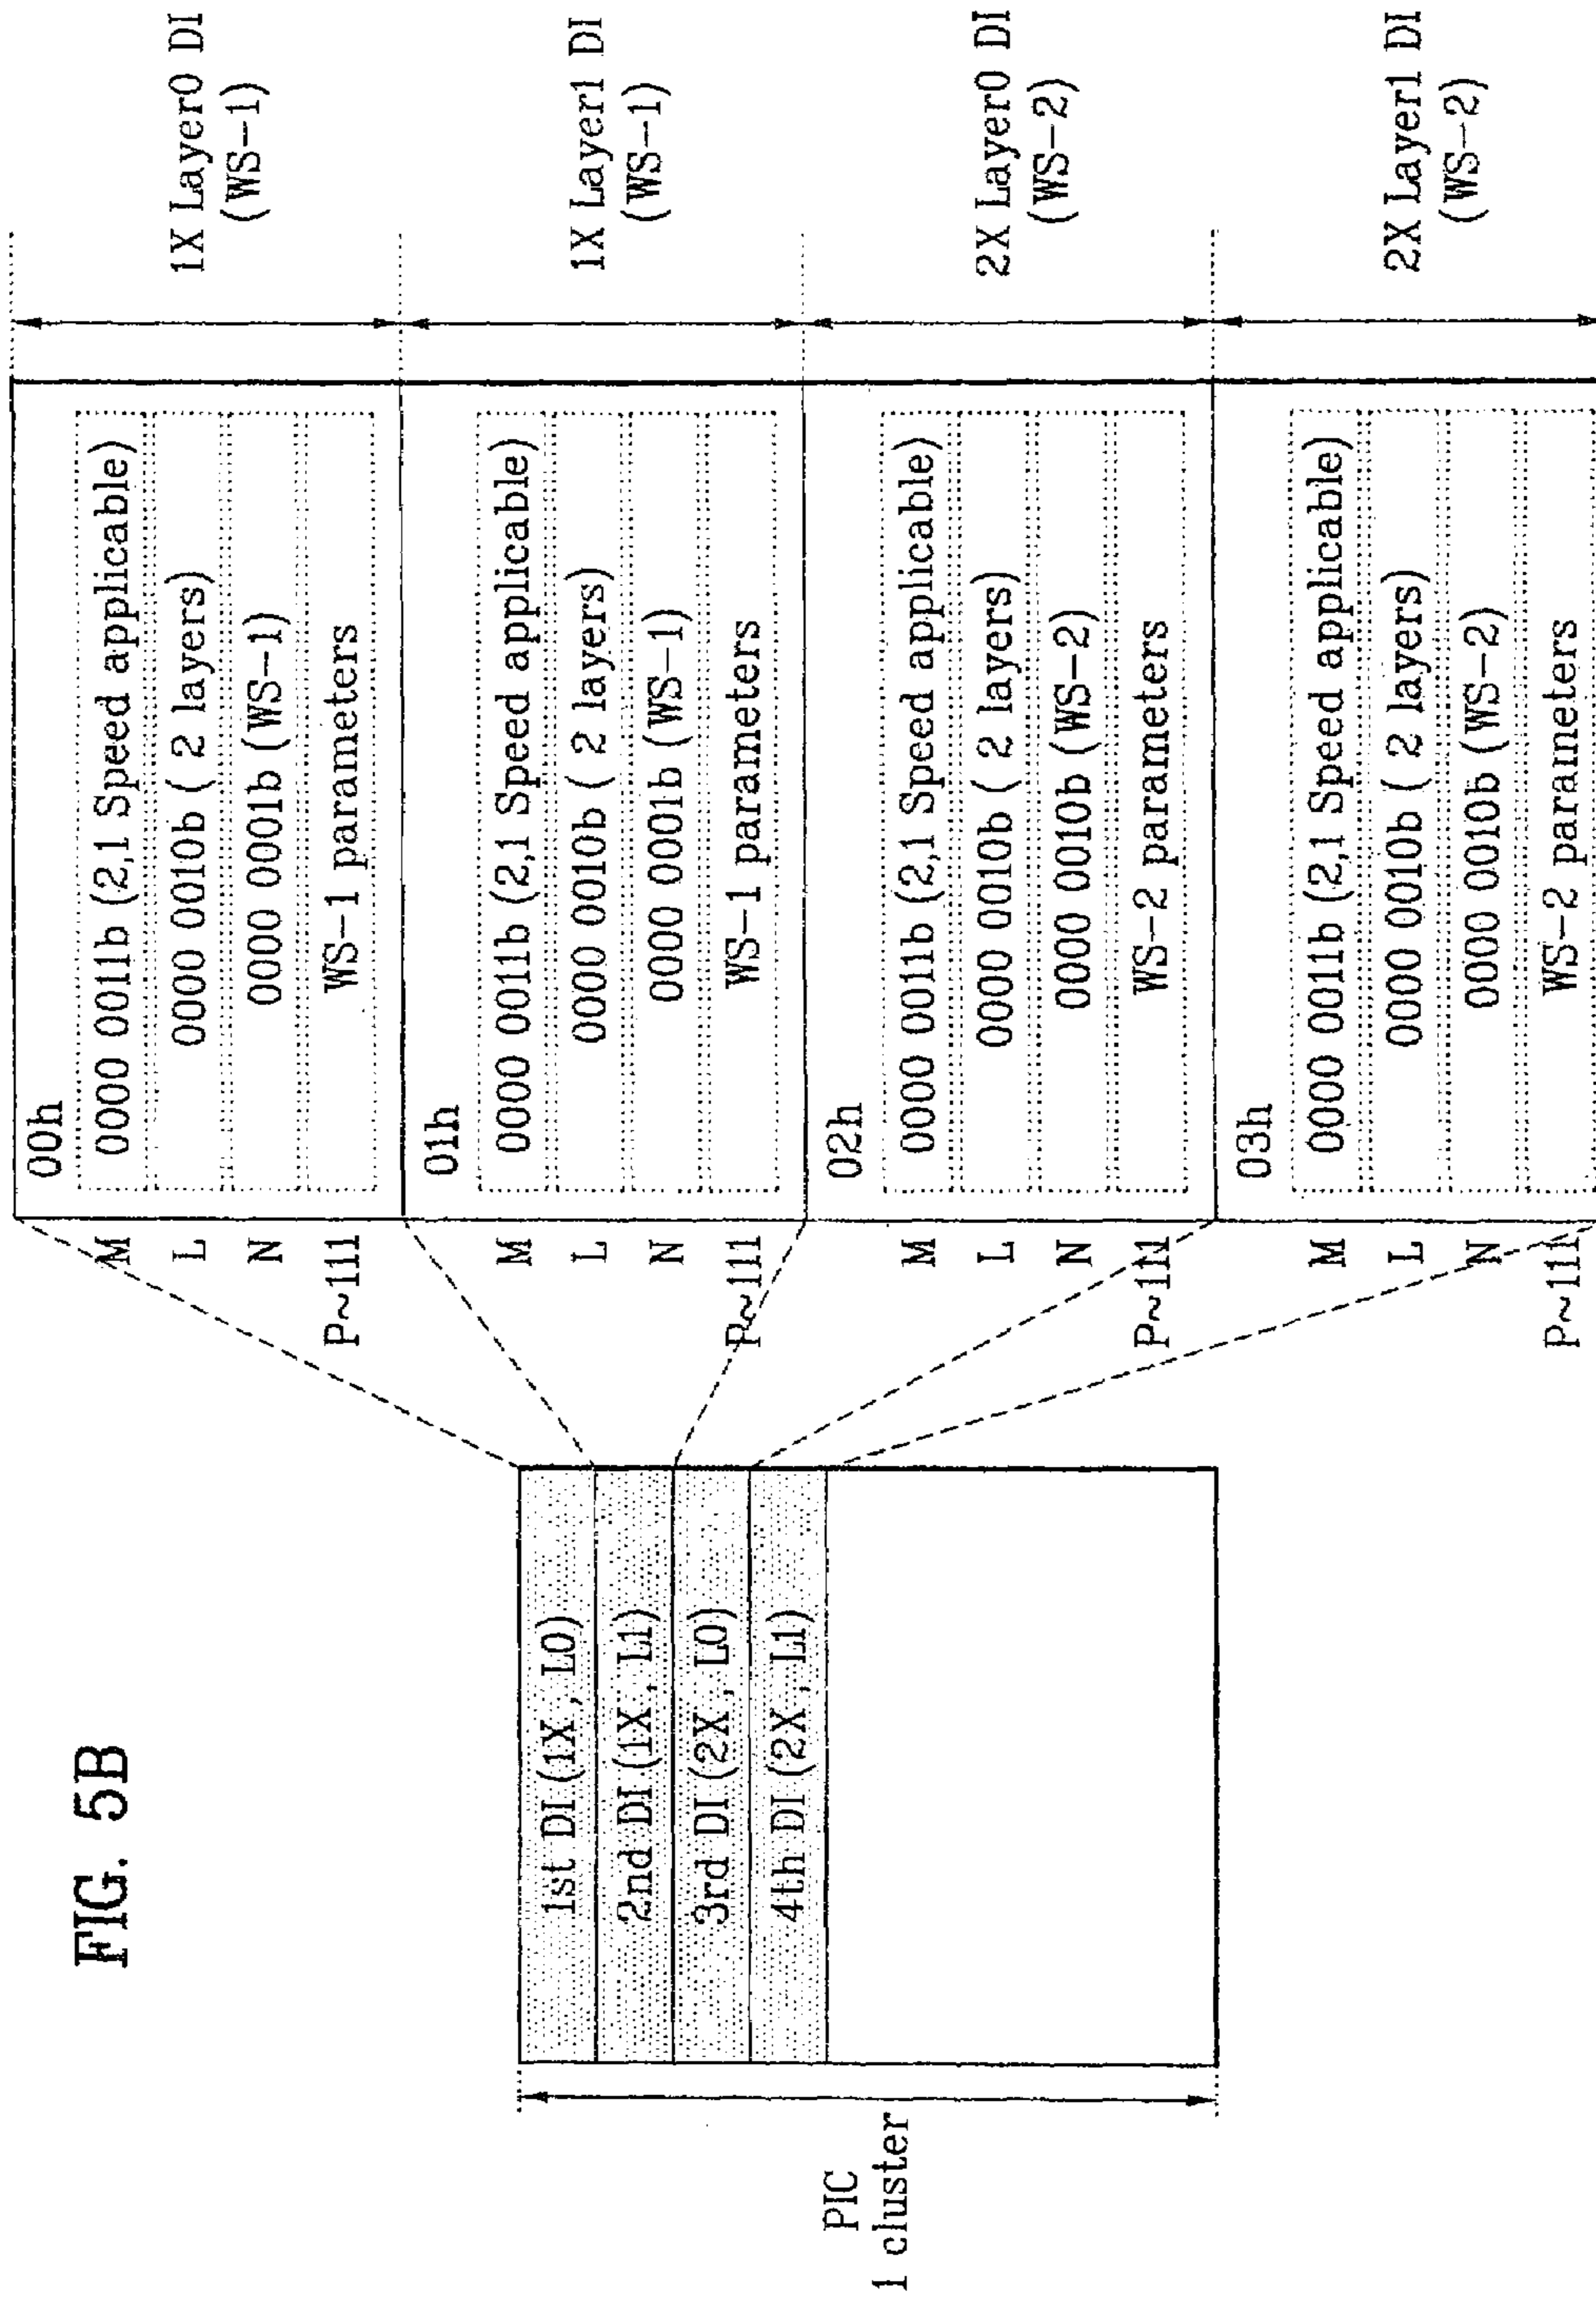 FIG. 5B
PIC
1 cluster
1st DI (1X , L0)
2nd DI (1X , L1)
3rd DI (2X , L0)
4th DI (2X , L1)
00h
M
0000 0011b (2,1 Speed applicable)
L
0000 0010b ( 2 layers)
N
0000 0001b (WS-1)
P~111
WS-1 parameters
1X Layer0 DI
(WS-1)
01h
M
0000 0011b (2,1 Speed applicable)
L
0000 0010b ( 2 layers)
N
0000 0001b (WS-1)
P~111
WS-1 parameters
1X Layer1 DI
(WS-1)
02h
M
0000 0011b (2,1 Speed applicable)
L
0000 0010b ( 2 layers)
N
0000 0010b (WS-2)
P~111
WS-2 parameters
2X Layer0 DI
(WS-2)
03h
M
0000 0011b (2,1 Speed applicable)
L
0000 0010b ( 2 layers)
N
0000 0010b (WS-2)
P~111
WS-2 parameters
2X Layer1 DI
(WS-2)